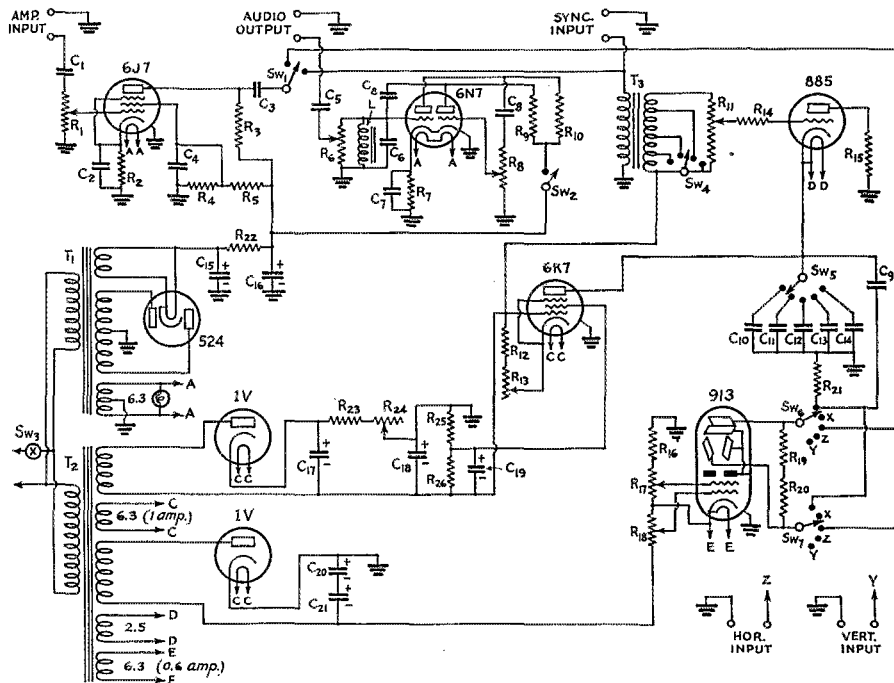 AMP. INPUT
AUDIO OUTPUT
SYNC. INPUT
C1
6J7
C3
Sw1
C5
C8
L
6N7
C8
T3
885
R1
R3
R6
C6
R9
R10
R11
R14
R15
C2
R2
A A
C4
R4
R5
C7
R7
A
A
R8
Sw2
Sw4
D D
T1
R22
C15
C16
6K7
Sw5
C9
524
C C
C10
C11
C12
C13
C14
R12
R13
6.3
A
A
1V
R23
R24
R25
913
R21
Sw6
X
Z
Y
Sw3
X
T2
C C
C17
C18
R26
C19
R16
R17
R18
R19
R20
6.3 (1 amp.)
C
C
1V
E E
Sw7
X
Z
Y
C C
C20
C21
2.5
D
D
E
6.3 (0.6 amp.)
E
Z
Y
HOR. INPUT
VERT. INPUT